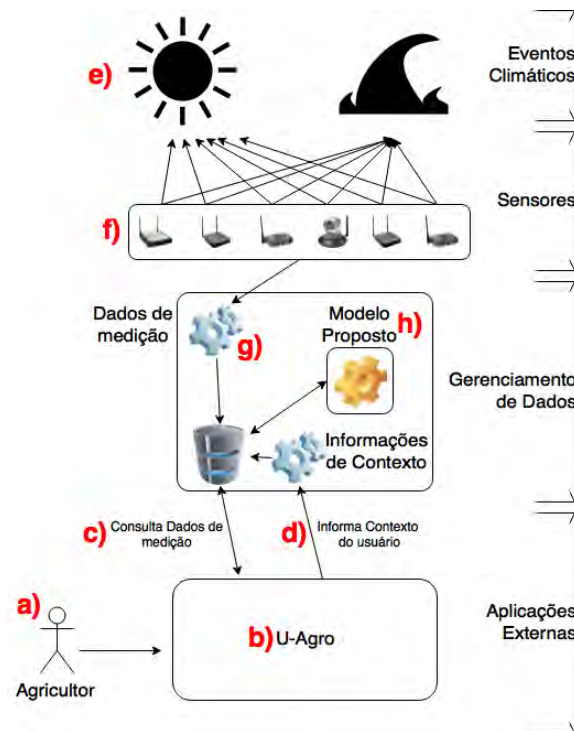 e)
Eventos
Climáticos
f)
Sensores
Dados de
medição
g)
Modelo
Proposto
h)
Gerenciamento
de Dados
Informações
de Contexto
c)
Consulta Dados de
medição
d)
Informa Contexto
do usuário
a)
Agricultor
b)
U-Agro
Aplicações
Externas